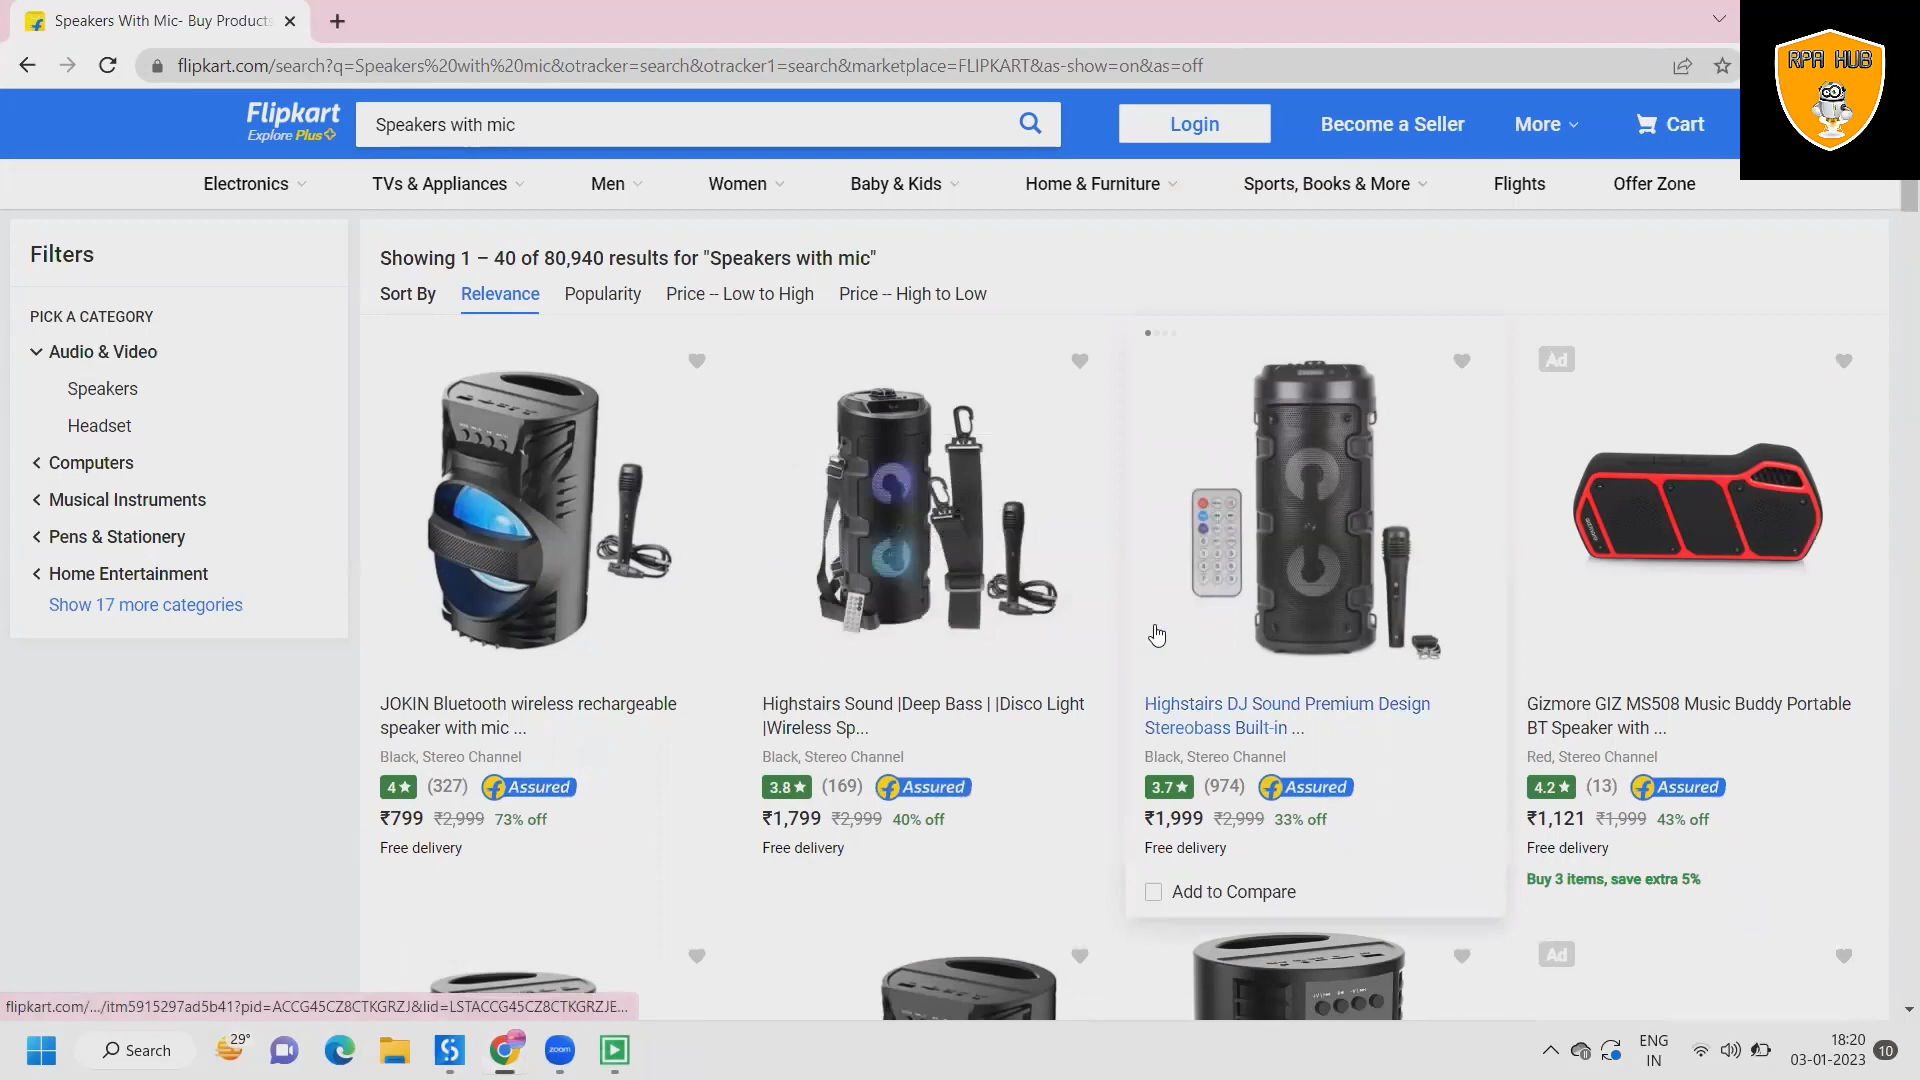 Speakers With Mic- Buy Products
flipkart.com/search?q=Speakers%20with%20mic&otracker=search&otracker1=search&marketplace=FLIPKART&as-show=on&as=off
RPA HUB
Flipkart
Explore Plus
Speakers with mic
Login
Become a Seller
More
Cart
Electronics
TVs & Appliances
Men
Women
Baby & Kids
Home & Furniture
Sports, Books & More
Flights
Offer Zone
Filters
PICK A CATEGORY
Audio & Video
Speakers
Headset
Computers
Musical Instruments
Pens & Stationery
Home Entertainment
Show 17 more categories
Showing 1 – 40 of 80,940 results for "Speakers with mic"
Sort By Relevance Popularity Price -- Low to High Price -- High to Low
JOKIN Bluetooth wireless rechargeable
speaker with mic ...
Black, Stereo Channel
4★ (327) Assured
₹799 ₹2,999 73% off
Free delivery
Highstairs Sound |Deep Bass | |Disco Light
|Wireless Sp...
Black, Stereo Channel
3.8★ (169) Assured
₹1,799 ₹2,999 40% off
Free delivery
Highstairs DJ Sound Premium Design
Stereobass Built-in ...
Black, Stereo Channel
3.7★ (974) Assured
₹1,999 ₹2,999 33% off
Free delivery
Add to Compare
Ad
Gizmore GIZ MS508 Music Buddy Portable
BT Speaker with ...
Red, Stereo Channel
4.2★ (13) Assured
₹1,121 ₹1,999 43% off
Free delivery
Buy 3 items, save extra 5%
Ad
flipkart.com/.../itm5915297ad5b41?pid=ACCG45CZ8CTKGRZJ&lid=LSTACCG45CZ8CTKGRZJE...
Search
29°
zoom
ENG
IN
18:20
03-01-2023
10